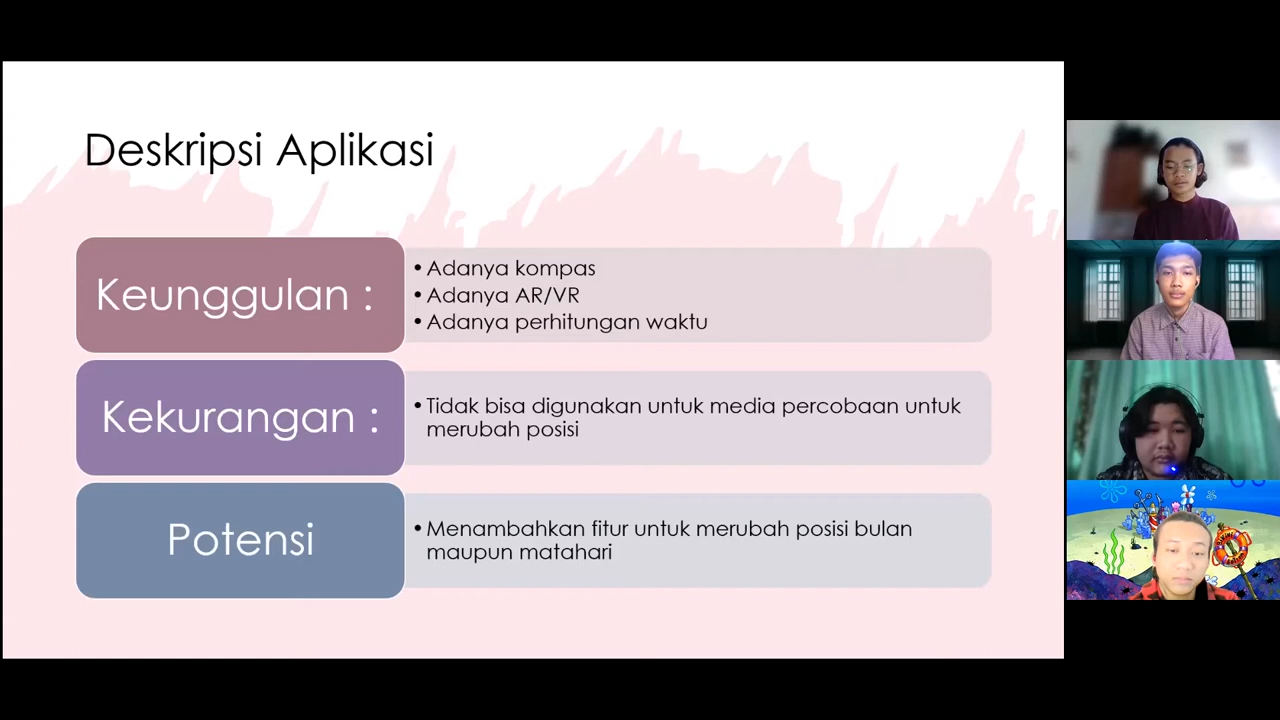 Deskripsi Aplikasi
Keunggulan :
• Adanya kompas
• Adanya AR/VR
• Adanya perhitungan waktu
Kekurangan :
• Tidak bisa digunakan untuk media percobaan untuk
merubah posisi
Potensi
• Menambahkan fitur untuk merubah posisi bulan
maupun matahari